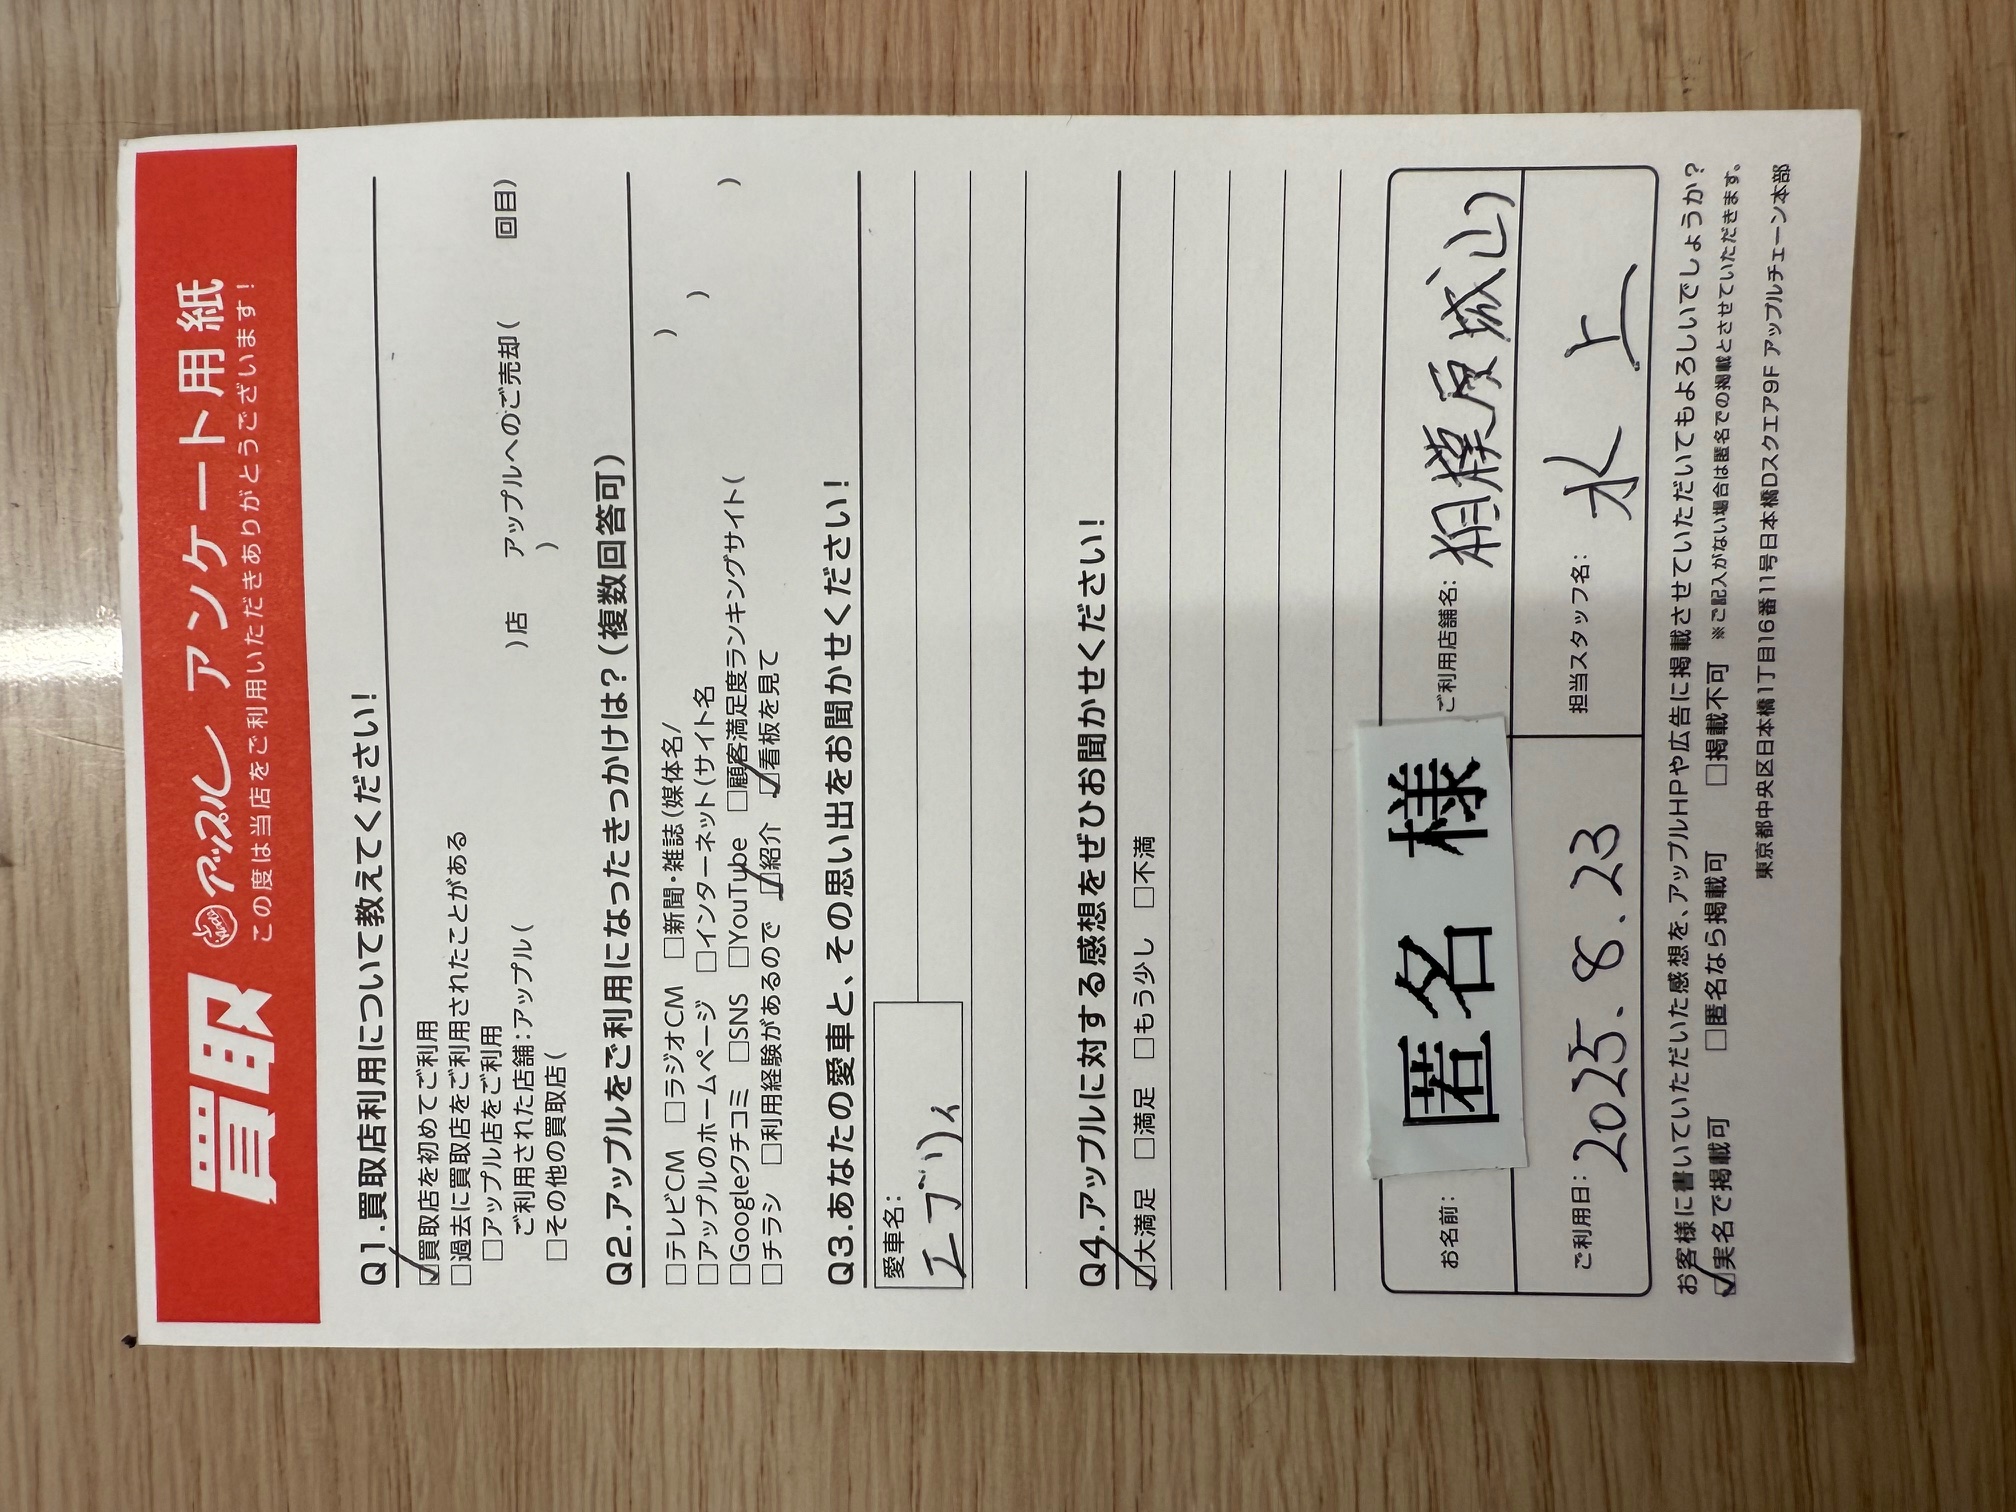 買取 Apple アップル アンケート用紙
この度は当店をご利用いただきありがとうございます!
Q1.買取店利用について教えてください!
☑買取店を初めてご利用
□過去に買取店をご利用されたことがある
□アップル店をご利用
ご利用された店舗:アップル( )店 アップルへのご売却( 回目)
□その他の買取店( )
Q2.アップルをご利用になったきっかけは?(複数回答可)
□テレビCM □ラジオCM □新聞・雑誌(媒体名/ )
□アップルのホームページ □インターネット(サイト名 )
□Googleクチコミ □SNS □YouTube □顧客満足度ランキングサイト( )
□チラシ □利用経験があるので ☑紹介 ☑看板を見て
Q3.あなたの愛車と、その思い出をお聞かせください!
愛車名:
エブリィ
Q4.アップルに対する感想をぜひお聞かせください!
☑大満足 □満足 □もう少し □不満
お名前: 匿名 様 ご利用店舗名: 相模原城山
ご利用日: 2025.8.23 担当スタッフ名: 水上
お客様に書いていただいた感想を、アップルHPや広告に掲載させていただいてもよろしいでしょうか?
☑実名で掲載可 □匿名なら掲載可 □掲載不可 ※ご記入がない場合は匿名での掲載とさせていただきます。
東京都中央区日本橋1丁目16番11号日本橋Dスクエア9F アップルチェーン本部